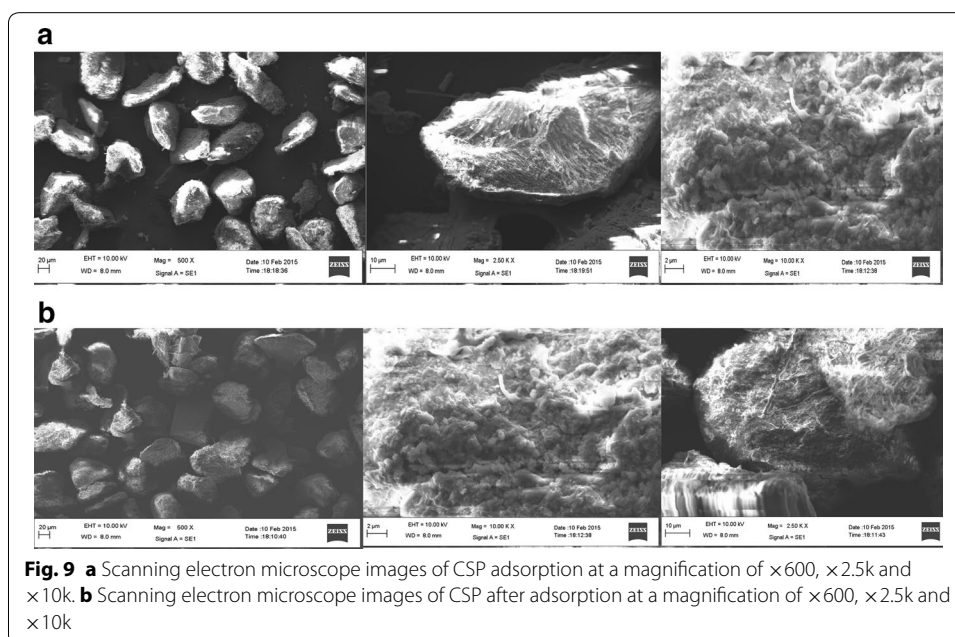 a
20 µm EHT = 10.00 kV Mag = 500 X Date :10 Feb 2015
WD = 8.0 mm Signal A = SE1 Time :18:18:36 ZEISS
10 µm EHT = 10.00 kV Mag = 2.50 K X Date :10 Feb 2015
WD = 8.0 mm Signal A = SE1 Time :18:19:51 ZEISS
2 µm EHT = 10.00 kV Mag = 10.00 K X Date :10 Feb 2015
WD = 8.0 mm Signal A = SE1 Time :18:12:38 ZEISS
b
20 µm EHT = 10.00 kV Mag = 500 X Date :10 Feb 2015
WD = 8.0 mm Signal A = SE1 Time :18:10:40 ZEISS
2 µm EHT = 10.00 kV Mag = 10.00 K X Date :10 Feb 2015
WD = 8.0 mm Signal A = SE1 Time :18:12:38 ZEISS
10 µm EHT = 10.00 kV Mag = 2.50 K X Date :10 Feb 2015
WD = 8.0 mm Signal A = SE1 Time :18:11:43 ZEISS
Fig. 9 a Scanning electron microscope images of CSP adsorption at a magnification of ×600, ×2.5k and
×10k. b Scanning electron microscope images of CSP after adsorption at a magnification of ×600, ×2.5k and
×10k